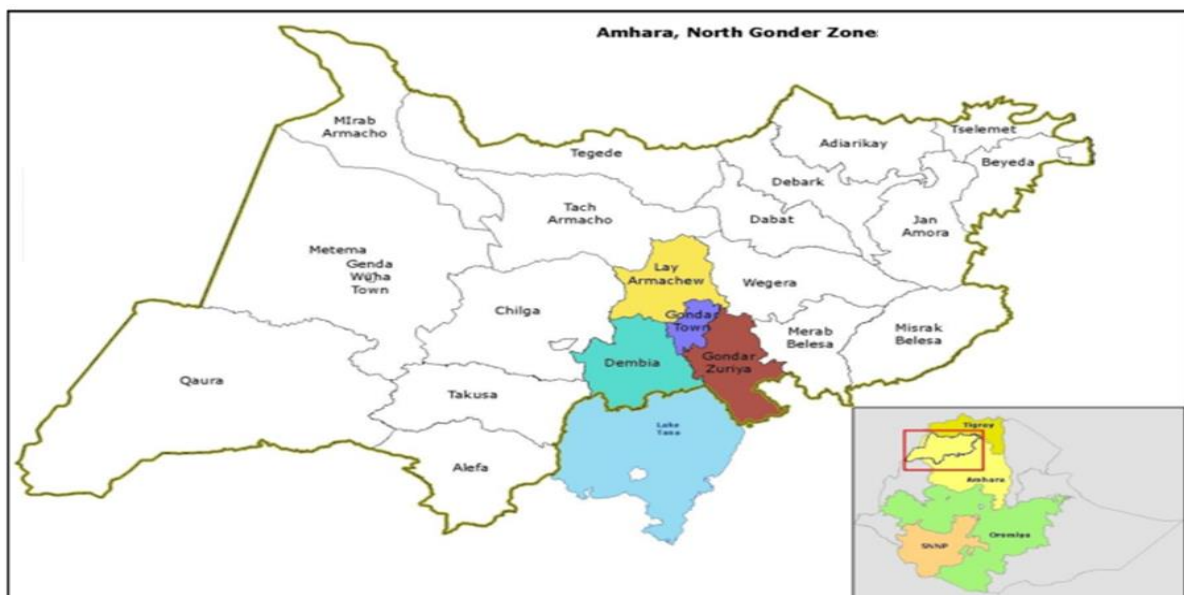 Amhara, North Gonder Zone:
MIrab
Armacho
Tegede
Adiarikay
Tselemet
Beyeda
Debark
Tach
Armacho
Dabat
Jan
Amora
Metema
Genda
Wuha
Town
Lay
Armachew
Wegera
Chilga
Gondar
Town
Merab
Belesa
Misrak
Belesa
Dembia
Gondar
Zuriya
Qaura
Takusa
Lake
Tana
Alefa
Tigray
Amhara
Oromiya
SNNP